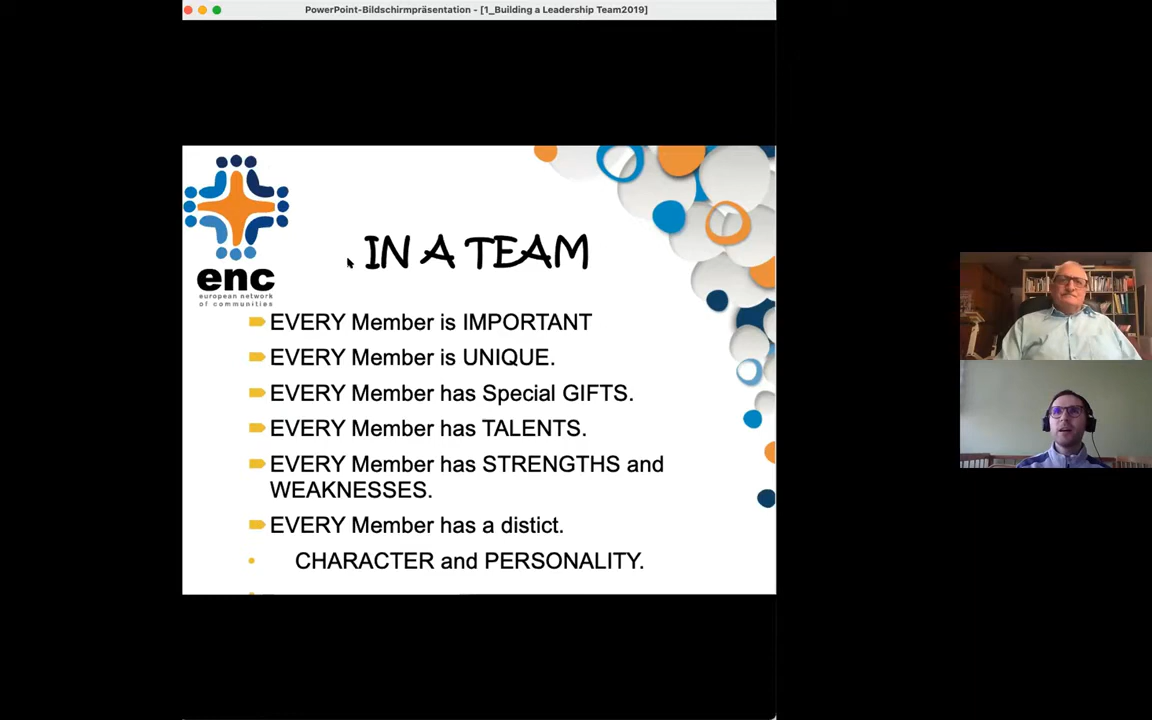 PowerPoint-Bildschirmpräsentation - [1_Building a Leadership Team2019]
enc
european network
of communities
. IN A TEAM
EVERY Member is IMPORTANT
EVERY Member is UNIQUE.
EVERY Member has Special GIFTS.
EVERY Member has TALENTS.
EVERY Member has STRENGTHS and
WEAKNESSES.
EVERY Member has a distict.
CHARACTER and PERSONALITY.